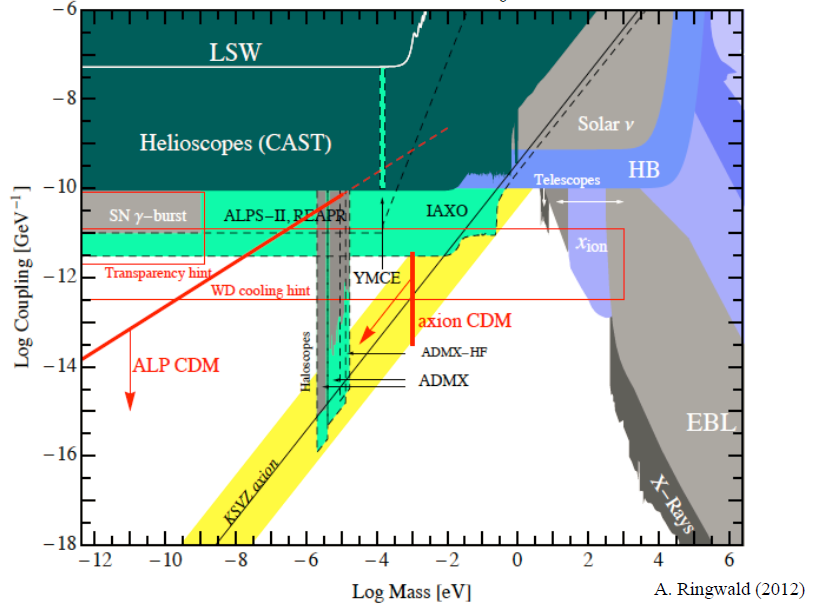 -6
-8
-10
-12
-14
-16
-18
Log Coupling [GeV⁻¹]
LSW
Helioscopes (CAST)
Solar ν
HB
Telescopes
SN γ-burst
ALPS-II, REAPR
IAXO
χion
Transparency hint
YMCE
WD cooling hint
axion CDM
Haloscopes
ADMX-HF
ALP CDM
ADMX
EBL
KSVZ axion
X-Rays
-12
-10
-8
-6
-4
-2
0
2
4
6
Log Mass [eV]
A. Ringwald (2012)